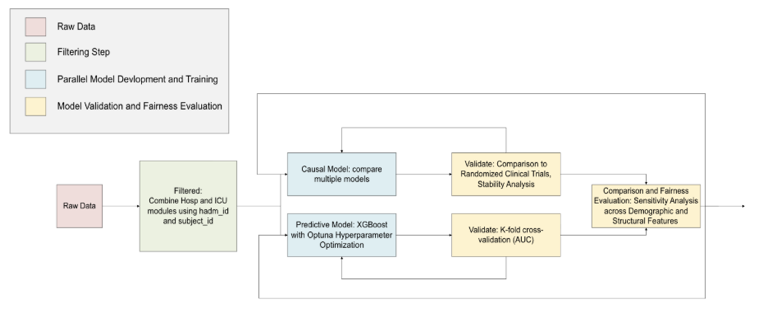 Raw Data
Filtering Step
Parallel Model Devlopment and Training
Model Validation and Fairness Evaluation
Raw Data
Filtered:
Combine Hosp and ICU
modules using hadm_id
and subject_id
Causal Model: compare
multiple models
Validate: Comparison to
Randomized Clinical Trials,
Stability Analysis
Predictive Model: XGBoost
with Optuna Hyperparameter
Optimization
Validate: K-fold cross-
validation (AUC)
Comparison and Fairness
Evaluation: Sensitivity Analysis
across Demographic and
Structural Features